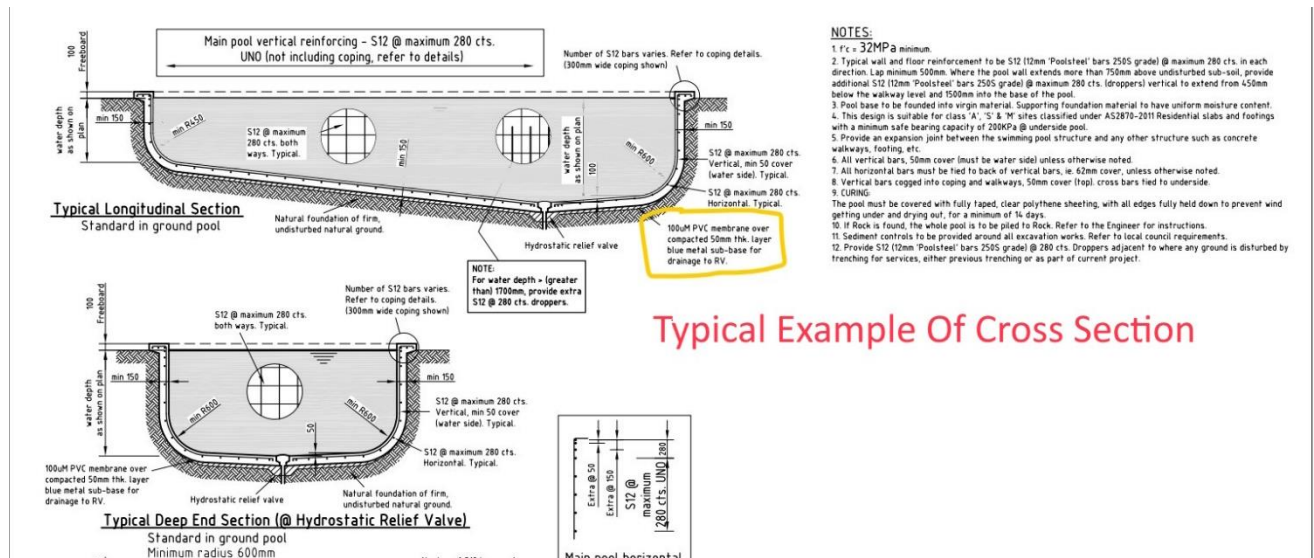 Main pool vertical reinforcing - S12 @ maximum 280 cts.
UNO (not including coping, refer to details)
100
Freeboard
Number of S12 bars varies. Refer to coping details.
(300mm wide coping shown)
water depth
as shown on
plan
min 150
min R450
S12 @ maximum
280 cts. both
ways. Typical.
min 150
water depth
as shown on plan
100
min R600
min 150
S12 @ maximum 280 cts.
Vertical, min 50 cover
(water side). Typical.
S12 @ maximum 280 cts.
Horizontal. Typical.
Typical Longitudinal Section
Standard in ground pool
Natural foundation of firm,
undisturbed natural ground.
Hydrostatic relief valve
100uM PVC membrane over
compacted 50mm thk. layer
blue metal sub-base for
drainage to RV.
NOTE:
For water depth > (greater
than) 1700mm, provide extra
S12 @ 280 cts. droppers.
NOTES:
1. f'c = 32MPa minimum.
2. Typical wall and floor reinforcement to be S12 (12mm 'Poolsteel' bars 250S grade) @ maximum 280 cts. in each
direction. Lap minimum 500mm. Where the pool wall extends more than 750mm above undisturbed sub-soil, provide
additional S12 (12mm 'Poolsteel' bars 250S grade) @ maximum 280 cts. (droppers) vertical to extend from 450mm
below the walkway level and 1500mm into the base of the pool.
3. Pool base to be founded into virgin material. Supporting foundation material to have uniform moisture content.
4. This design is suitable for class 'A', 'S' & 'M' sites classified under AS2870-2011 Residential slabs and footings
with a minimum safe bearing capacity of 200KPa @ underside pool.
5. Provide an expansion joint between the swimming pool structure and any other structure such as concrete
walkways, footing, etc.
6. All vertical bars, 50mm cover (must be water side) unless otherwise noted.
7. All horizontal bars must be tied to back of vertical bars, ie. 62mm cover, unless otherwise noted.
8. Vertical bars cogged into coping and walkways, 50mm cover (top). cross bars tied to underside.
9. CURING:
The pool must be covered with fully taped, clear polythene sheeting, with all edges fully held down to prevent wind
getting under and drying out, for a minimum of 14 days.
10. If Rock is found, the whole pool is to be piled to Rock. Refer to the Engineer for instructions.
11. Sediment controls to be provided around all excavation works. Refer to local council requirements.
12. Provide S12 (12mm 'Poolsteel' bars 250S grade) @ 280 cts. Droppers adjacent to where any ground is disturbed by
trenching for services, either previous trenching or as part of current project.
Typical Example Of Cross Section
100
Freeboard
S12 @ maximum 280 cts.
both ways. Typical.
Number of S12 bars varies.
Refer to coping details.
(300mm wide coping shown)
water depth
as shown on plan
min 150
min R600
50
min R600
min 150
S12 @ maximum 280 cts.
Vertical, min 50 cover
(water side). Typical.
S12 @ maximum 280 cts.
Horizontal. Typical.
100uM PVC membrane over
compacted 50mm thk. layer
blue metal sub-base for
drainage to RV.
Hydrostatic relief valve
Natural foundation of firm,
undisturbed natural ground.
Typical Deep End Section (@ Hydrostatic Relief Valve)
Standard in ground pool
Minimum radius 600mm
Extra @ 50
Extra @ 150
S12 @
maximum
280 cts. UNO
280
Main pool horizontal